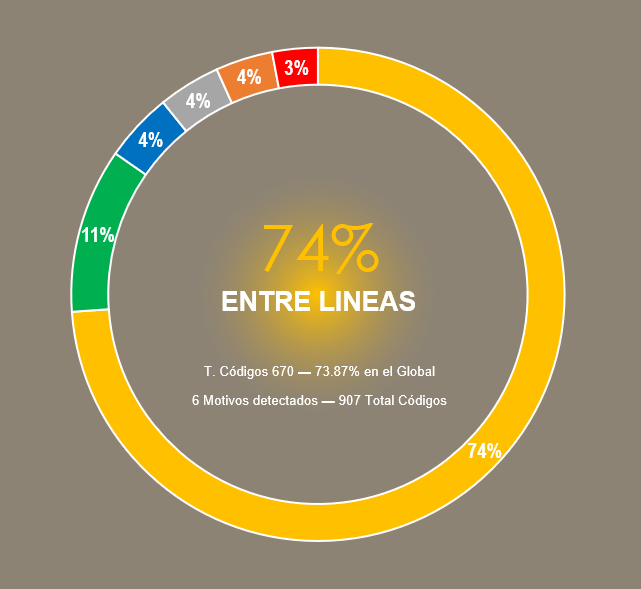 3%
4%
4%
4%
11%
74%
ENTRE LINEAS
T. Códigos 670 — 73.87% en el Global
6 Motivos detectados — 907 Total Códigos
74%